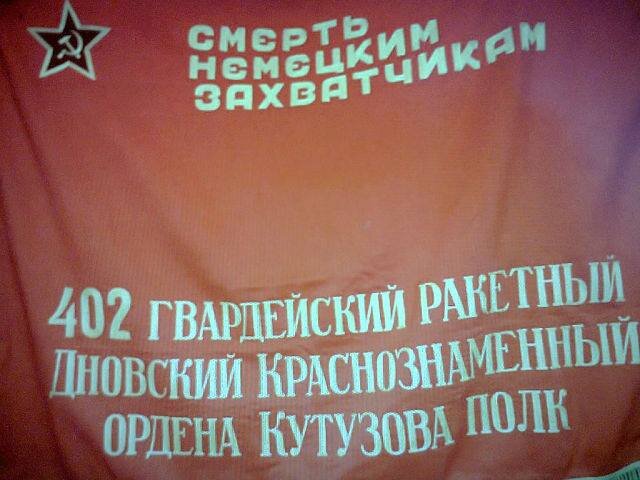 СМЕРТЬ
НЕМЕЦКИМ
ЗАХВАТЧИКАМ
402 ГВАРДЕЙСКИЙ РАКЕТНЫЙ
ДНОВСКИЙ КРАСНОЗНАМЕННЫЙ
ОРДЕНА КУТУЗОВА ПОЛК